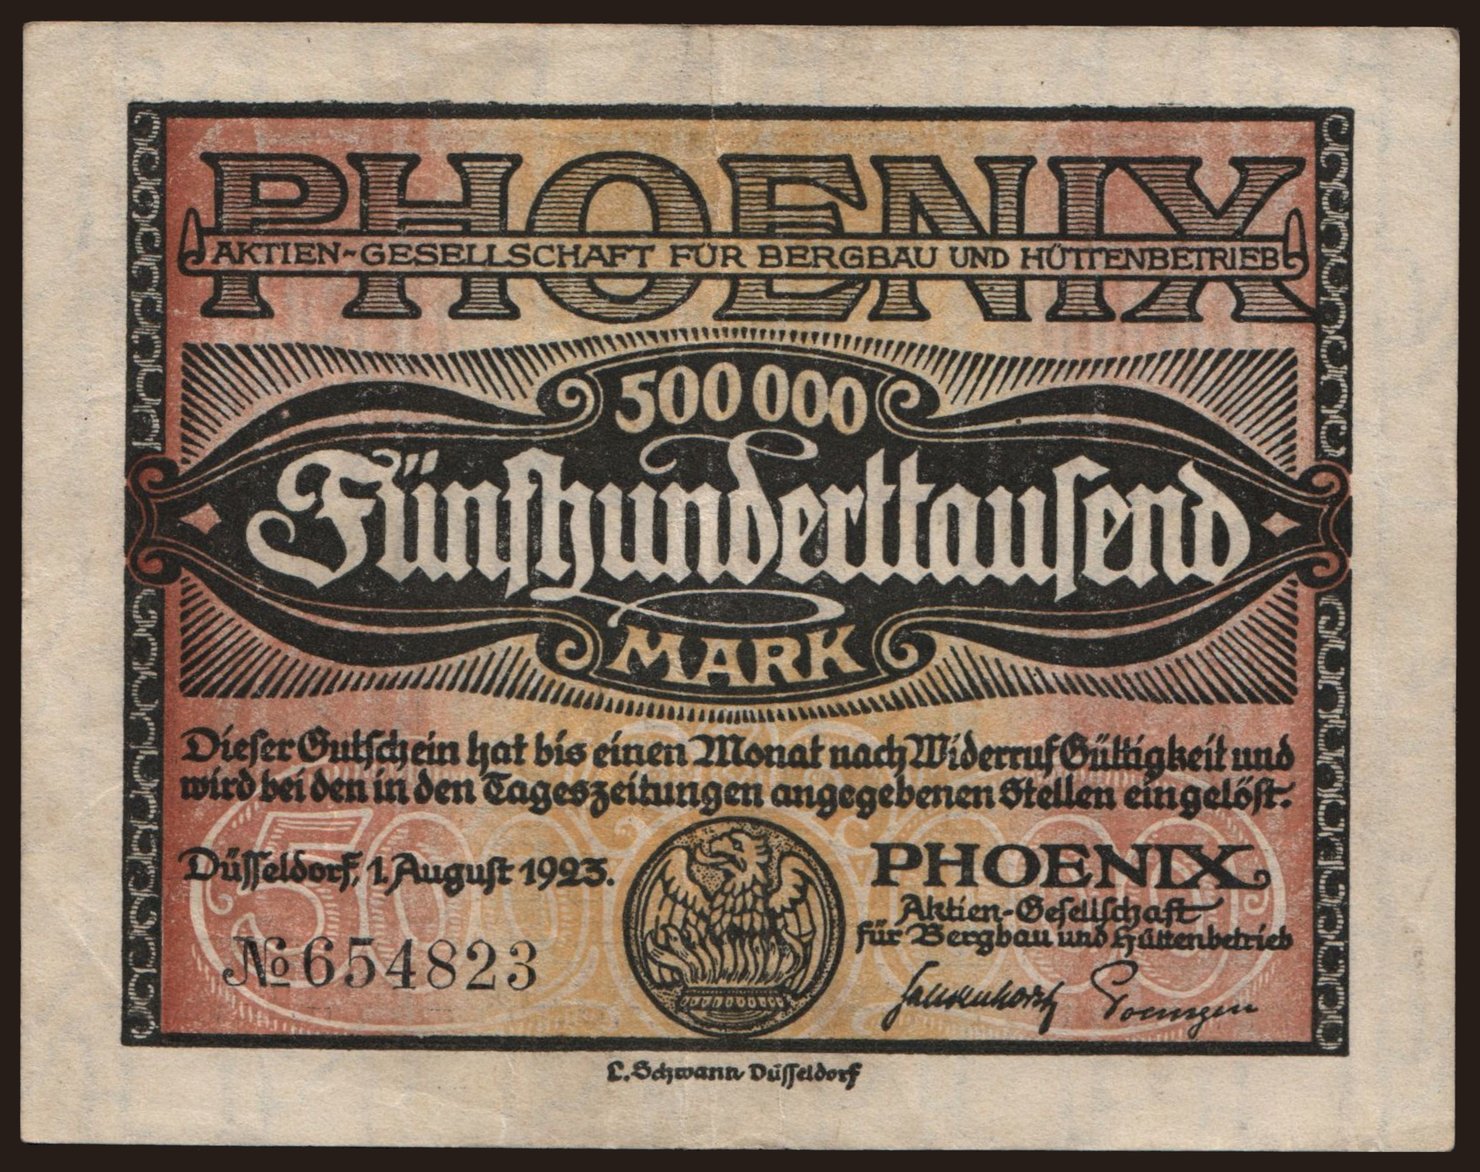 PHOENIX
AKTIEN-GESELLSCHAFT FÜR BERGBAU UND HÜTTENBETRIEB
500 000
Fünfhunderttausend
MARK
Dieser Gutschein hat bis einen Monat nach Widerruf Gültigkeit und
wird bei den in den Tageszeitungen angegebenen Stellen eingelöst.
Düsseldorf, 1. August 1923.
№ 654823
PHOENIX
Aktien-Gesellschaft
für Bergbau und Hüttenbetrieb
L. Schwann Düsseldorf